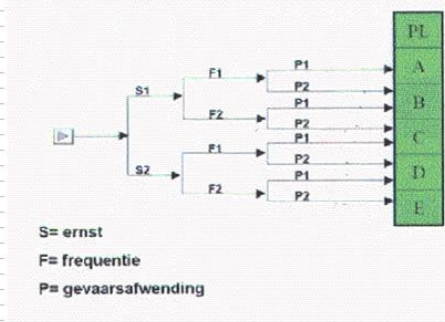 PL
F1 P1 A
S1 P2
F2 P1 B
P2
F1 P1 C
S2 P2
F2 P1 D
P2 E
S= ernst
F= frequentie
P= gevaarsafwending